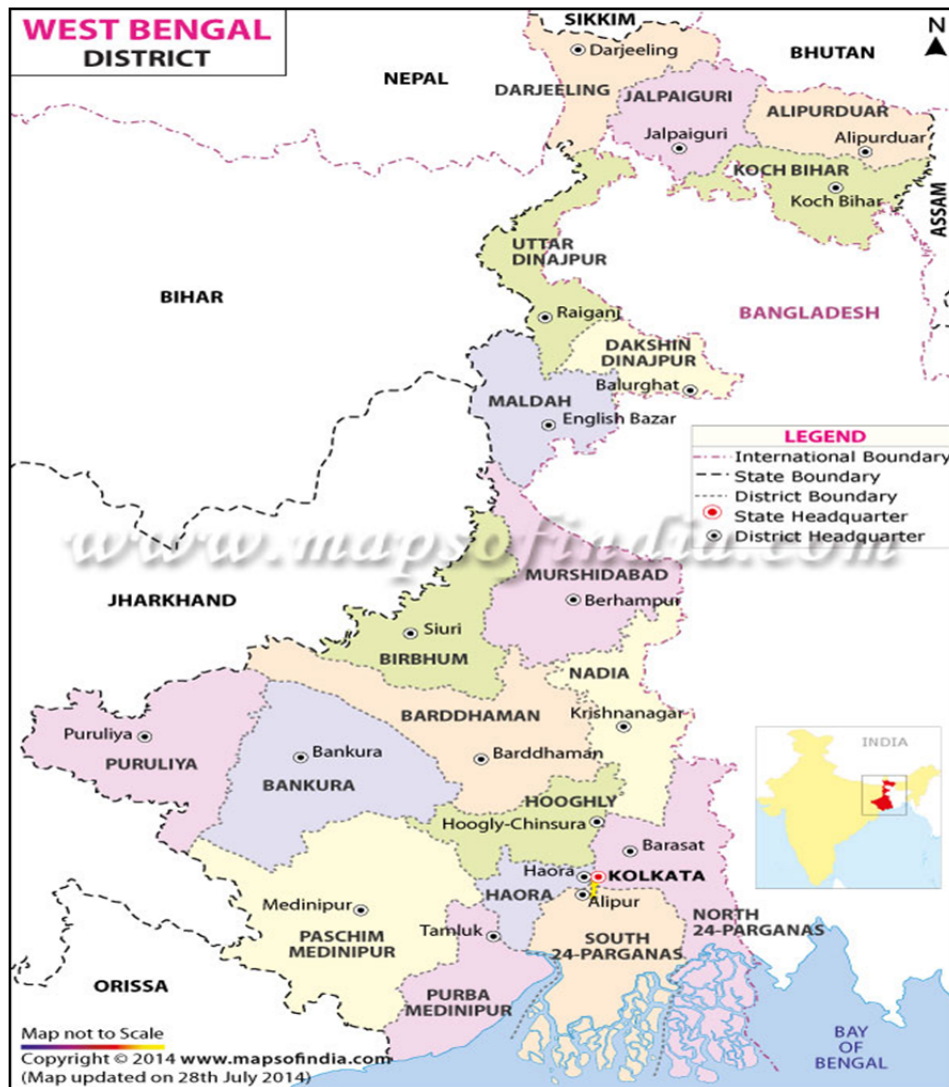 WEST BENGAL
DISTRICT
SIKKIM
N
Darjeeling
BHUTAN
NEPAL
DARJEELING
JALPAIGURI
ALIPURDUAR
Jalpaiguri
Alipurduar
KOCH BIHAR
Koch Bihar
ASSAM
UTTAR
DINAJPUR
BIHAR
Raiganj
BANGLADESH
DAKSHIN
DINAJPUR
Balurghat
MALDAH
English Bazar
LEGEND
International Boundary
State Boundary
District Boundary
State Headquarter
District Headquarter
www.mapsofindia.com
MURSHIDABAD
JHARKHAND
Berhampur
Siuri
BIRBHUM
NADIA
BARDDHAMAN
Krishnanagar
Puruliya
PURULIYA
Bankura
BANKURA
Barddhaman
INDIA
HOOGHLY
Hoogly-Chinsura
Barasat
Haora
KOLKATA
HAORA
Alipur
Medinipur
NORTH
24-PARGANAS
Tamluk
PASCHIM
MEDINIPUR
SOUTH
24-PARGANAS
ORISSA
PURBA
MEDINIPUR
BAY
OF
BENGAL
Map not to Scale
Copyright © 2014 www.mapsofindia.com
(Map updated on 28th July 2014)